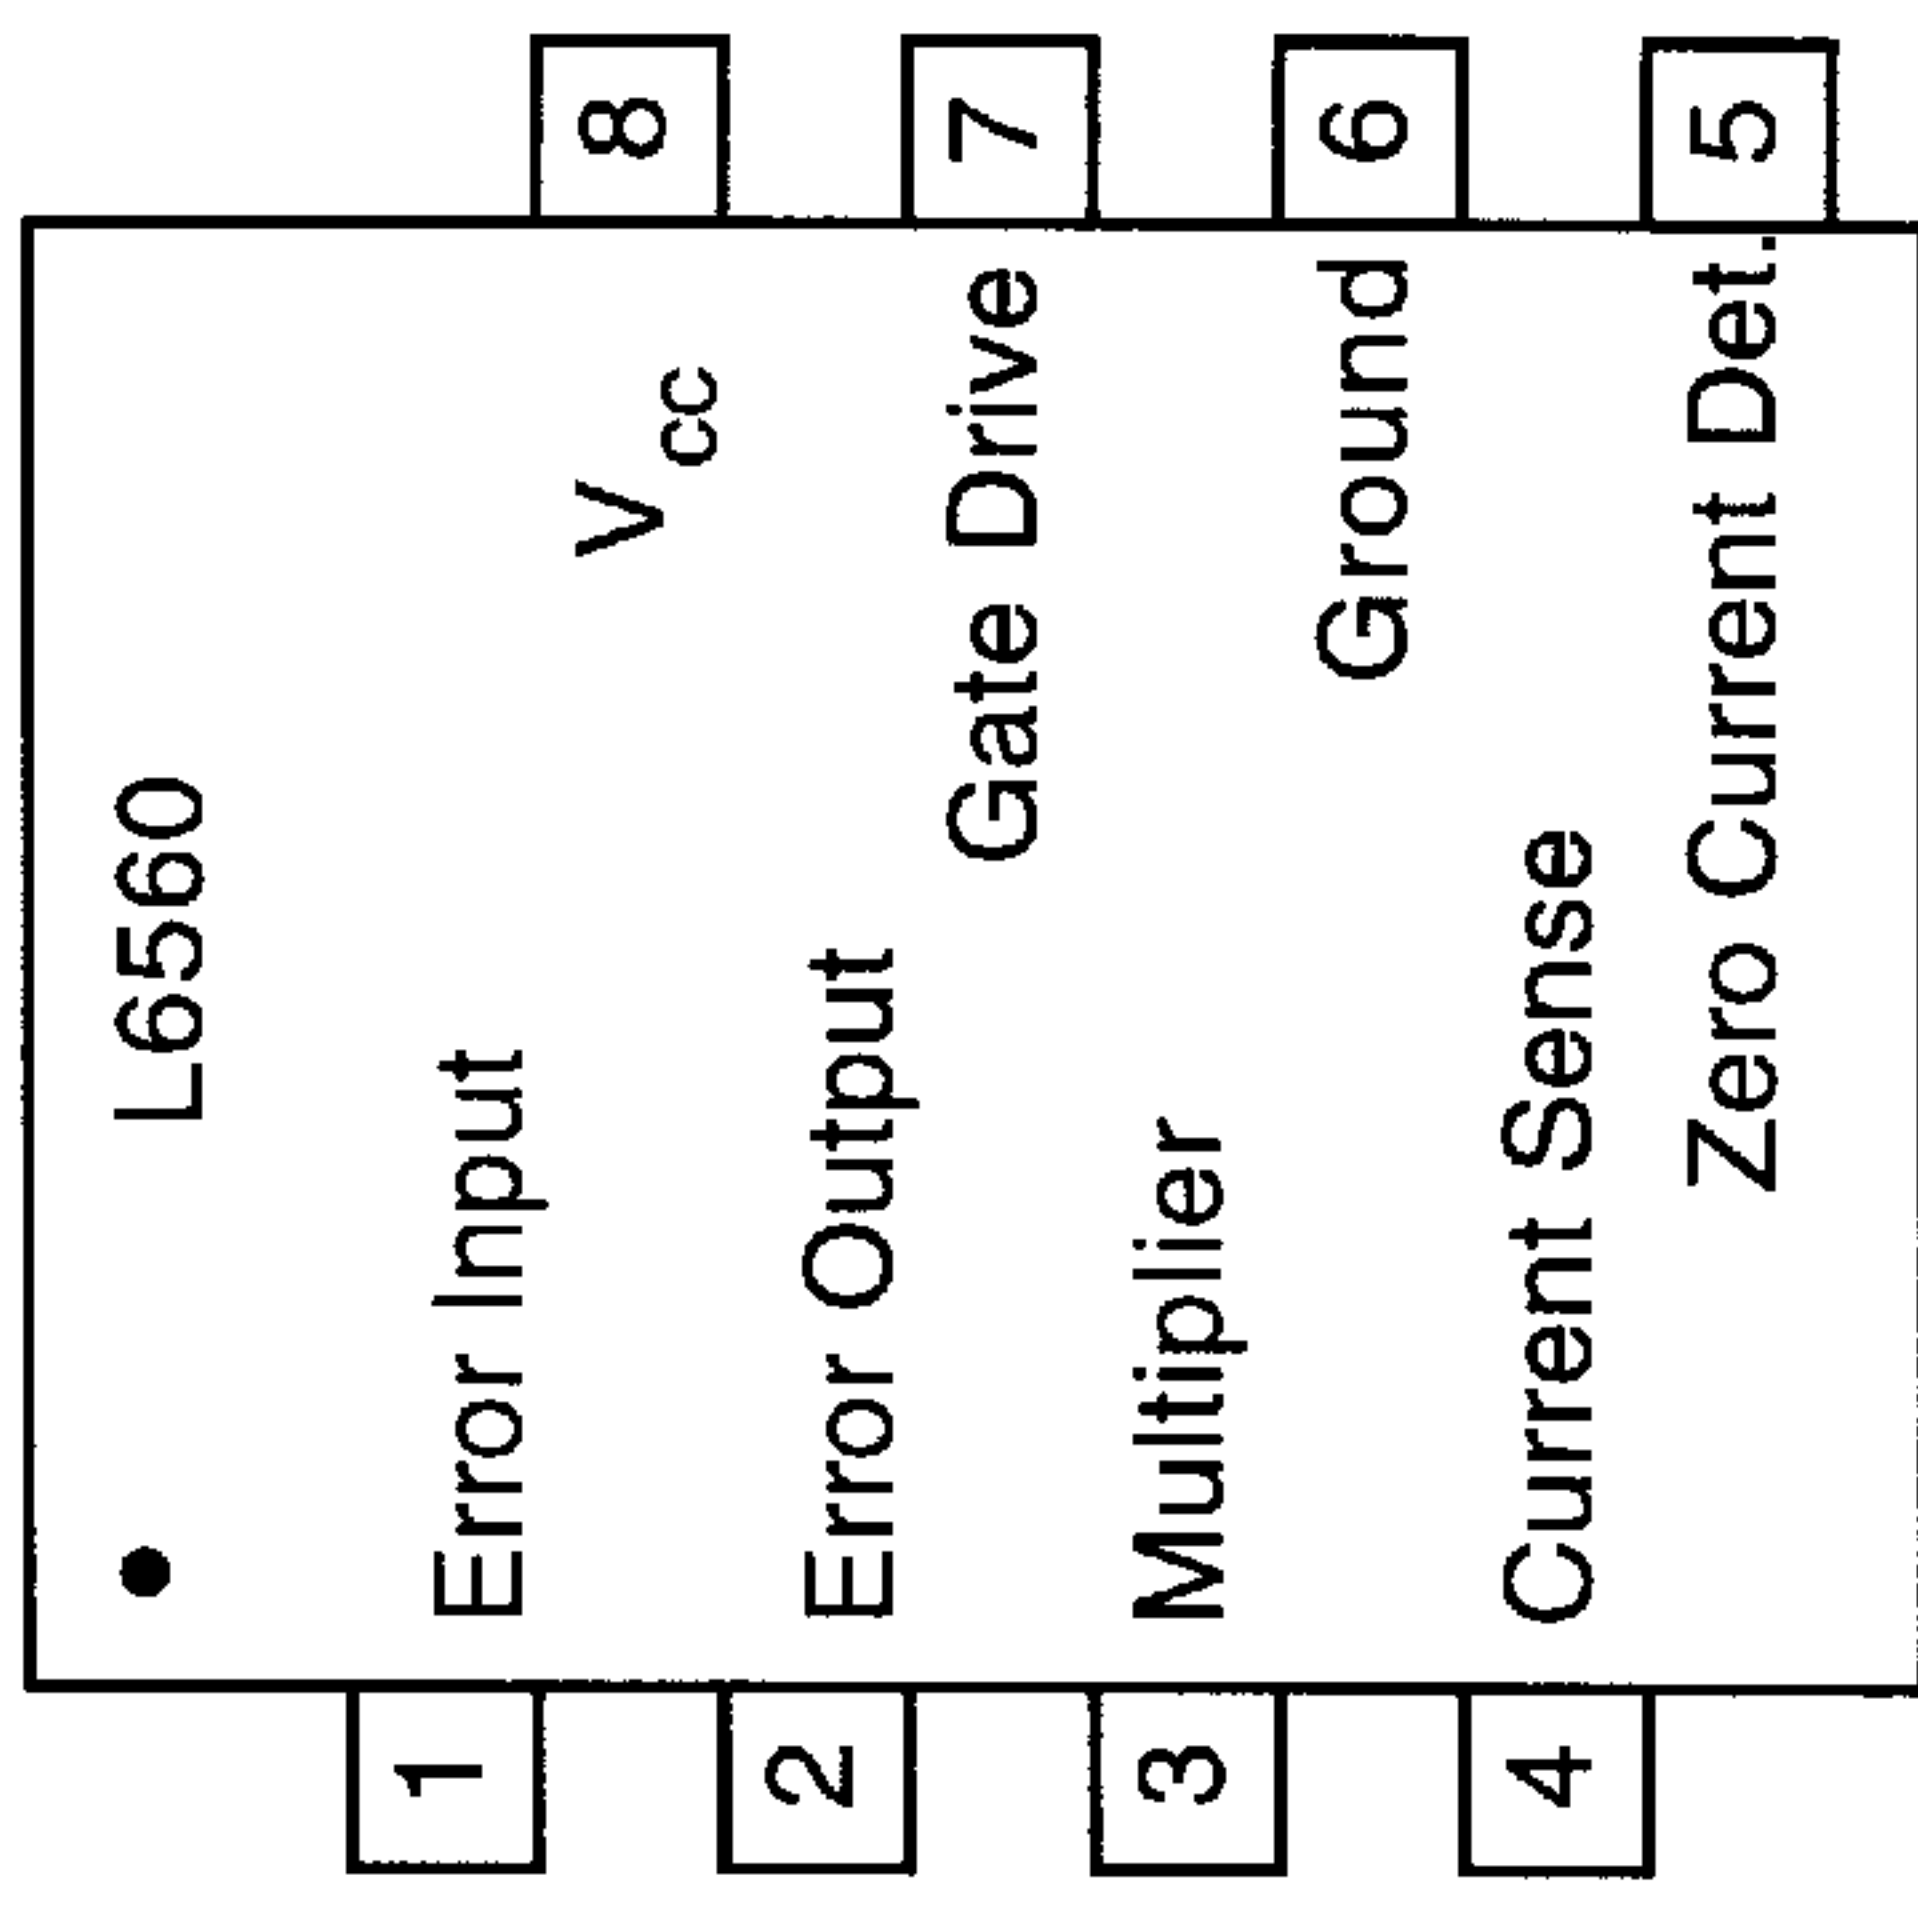 L6560
1 Error Input
Vcc 8
2 Error Output
Gate Drive 7
3 Multiplier
Ground 6
4 Current Sense
Zero Current Det. 5